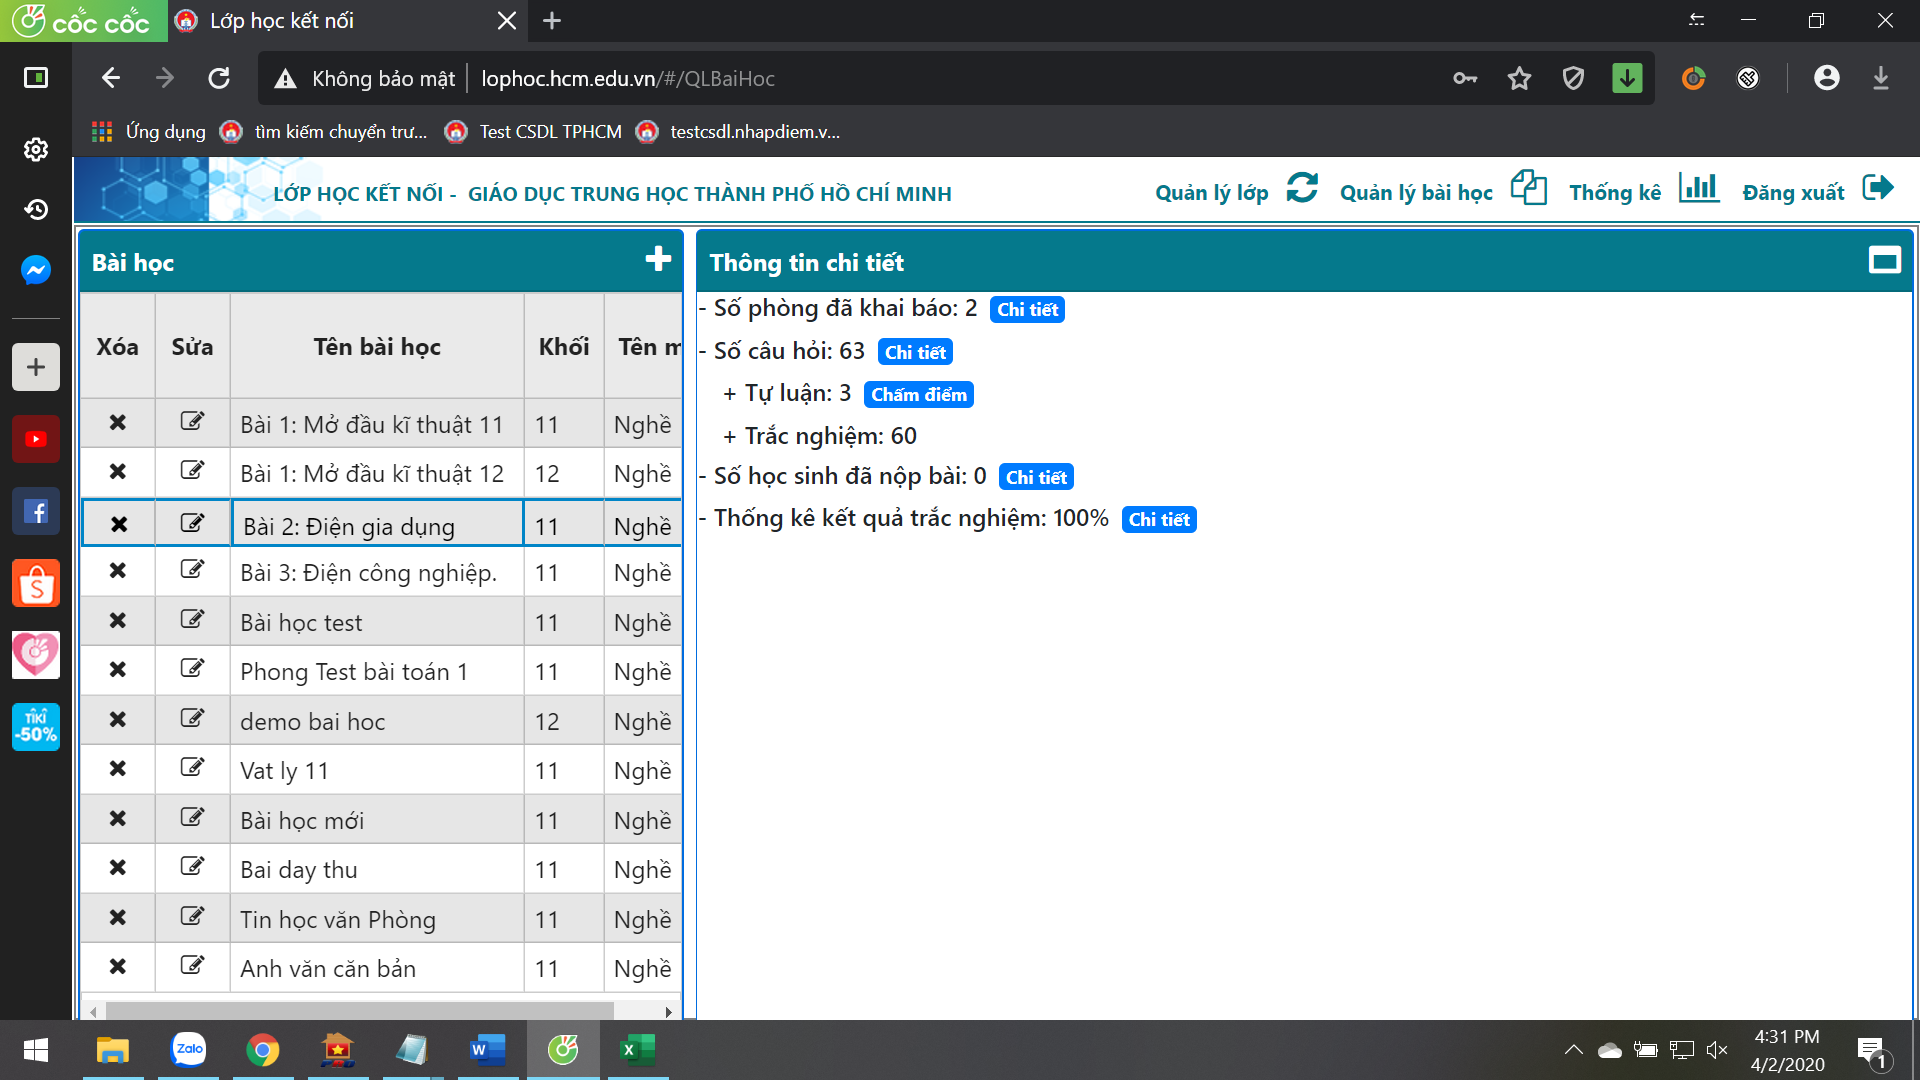 cốc cốc
Lớp học kết nối
Không bảo mật
lophoc.hcm.edu.vn/#/QLBaiHoc
Ứng dụng
tìm kiếm chuyển trư...
Test CSDL TPHCM
testcsdl.nhapdiem.v...
LỚP HỌC KẾT NỐI - GIÁO DỤC TRUNG HỌC THÀNH PHỐ HỒ CHÍ MINH
Quản lý lớp
Quản lý bài học
Thống kê
Đăng xuất
Bài học
Xóa Sửa Tên bài học Khối Tên m
Bài 1: Mở đầu kĩ thuật 11 11 Nghề
Bài 1: Mở đầu kĩ thuật 12 12 Nghề
Bài 2: Điện gia dụng 11 Nghề
Bài 3: Điện công nghiệp. 11 Nghề
Bài học test 11 Nghề
Phong Test bài toán 1 11 Nghề
demo bai hoc 12 Nghề
Vat ly 11 11 Nghề
Bài học mới 11 Nghề
Bai day thu 11 Nghề
Tin học văn Phòng 11 Nghề
Anh văn căn bản 11 Nghề
Thông tin chi tiết
- Số phòng đã khai báo: 2 Chi tiết
- Số câu hỏi: 63 Chi tiết
+ Tự luận: 3 Chấm điểm
+ Trắc nghiệm: 60
- Số học sinh đã nộp bài: 0 Chi tiết
- Thống kê kết quả trắc nghiệm: 100% Chi tiết
TIKI
-50%
Zalo
4:31 PM
4/2/2020
1